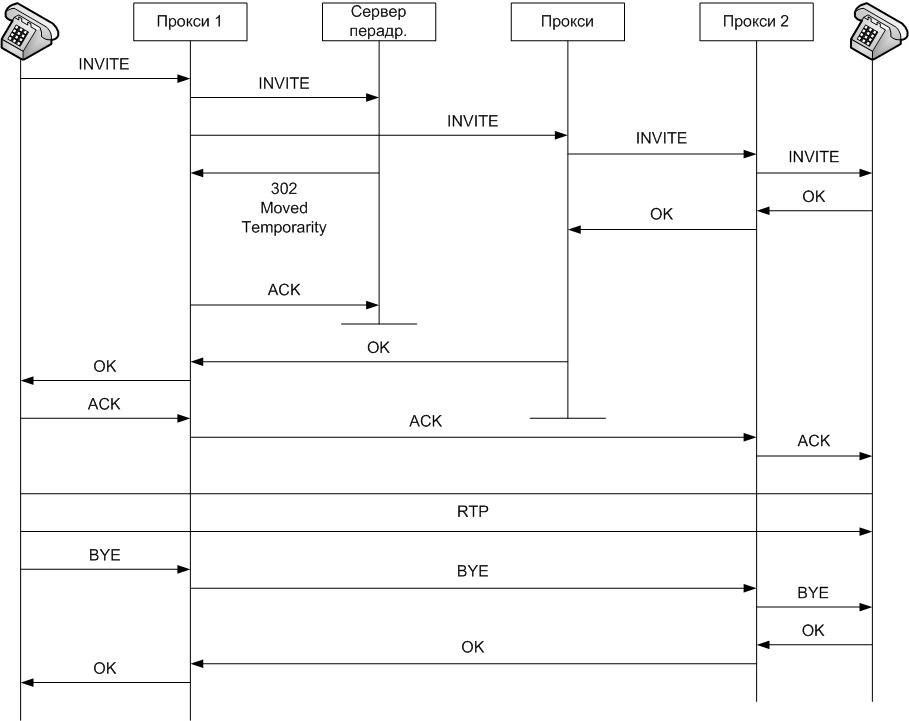 Прокси 1
Сервер
перадр.
Прокси
Прокси 2
INVITE
INVITE
INVITE
INVITE
INVITE
302
Moved
Temporarity
OK
OK
ACK
OK
OK
ACK
ACK
ACK
RTP
BYE
BYE
BYE
OK
OK
OK